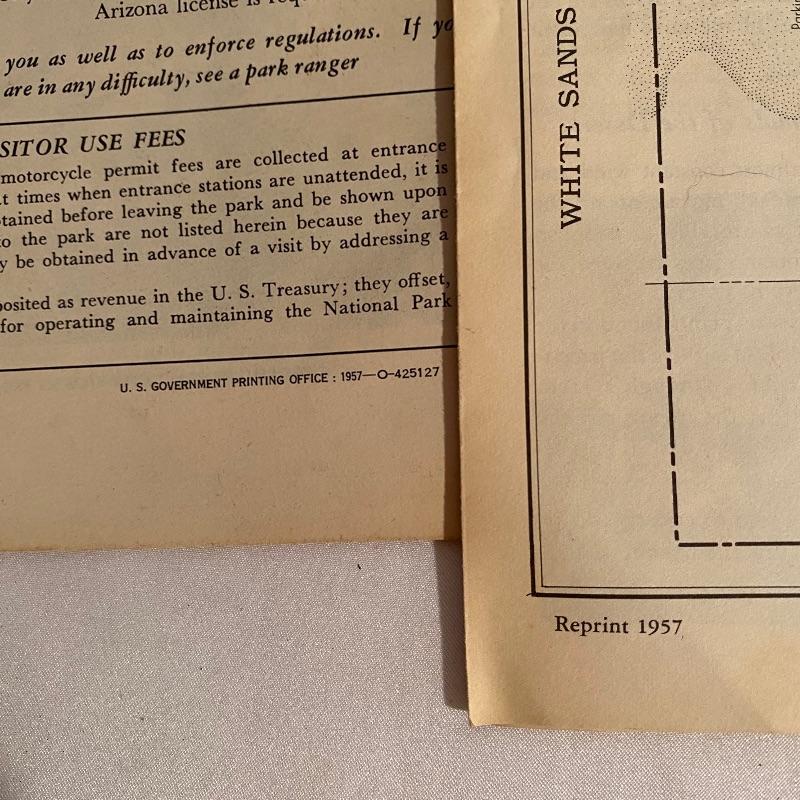 Arizona license is
you as well as to enforce regulations. If yo
are in any difficulty, see a park ranger
SITOR USE FEES
motorcycle permit fees are collected at entrance
t times when entrance stations are unattended, it is
tained before leaving the park and be shown upon
o the park are not listed herein because they are
y be obtained in advance of a visit by addressing a
posited as revenue in the U. S. Treasury; they offset,
for operating and maintaining the National Park
U. S. GOVERNMENT PRINTING OFFICE : 1957—O-425127
WHITE SANDS
Parki
Reprint 1957